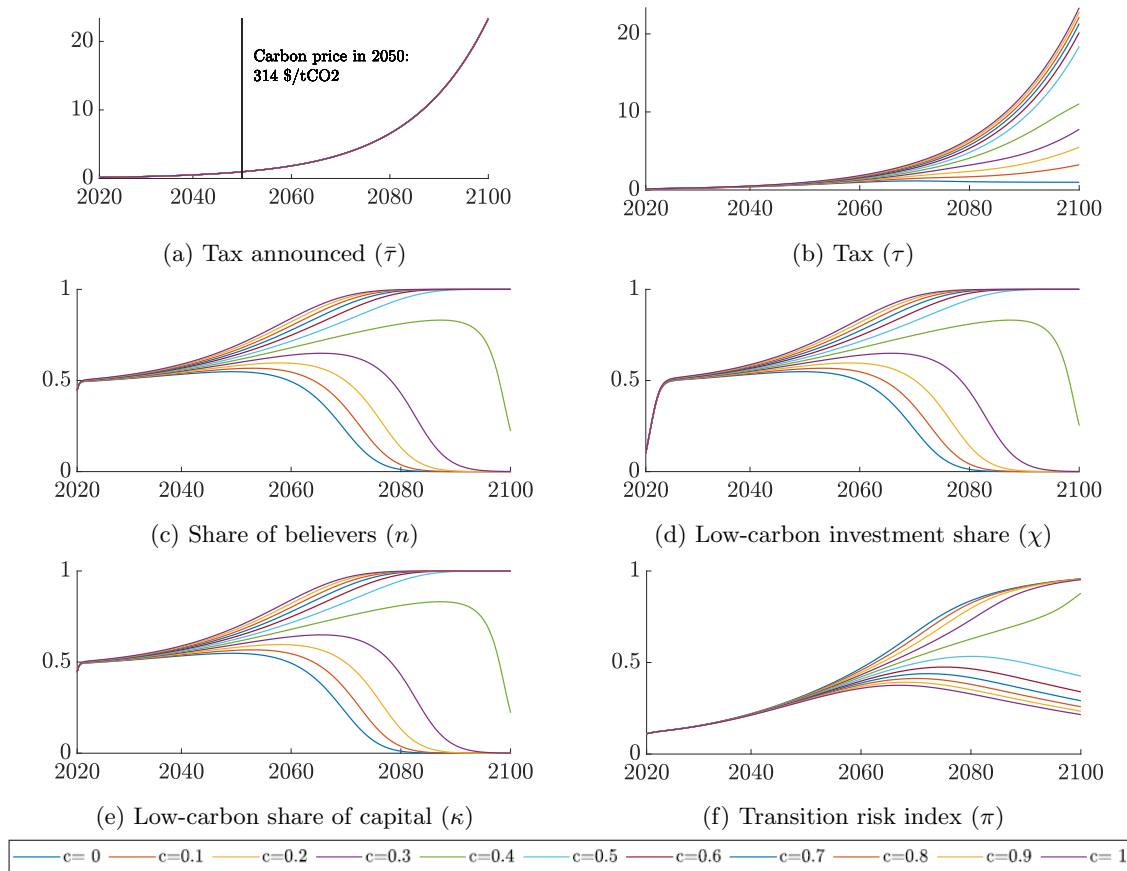 20
10
0
2020 2040 2060 2080 2100
Carbon price in 2050:
314 $/tCO2
(a) Tax announced (τ̄)
20
10
0
2020 2040 2060 2080 2100
(b) Tax (τ)
1
0.5
0
2020 2040 2060 2080 2100
(c) Share of believers (n)
1
0.5
0
2020 2040 2060 2080 2100
(d) Low-carbon investment share (χ)
1
0.5
0
2020 2040 2060 2080 2100
(e) Low-carbon share of capital (κ)
1
0.5
0
2020 2040 2060 2080 2100
(f) Transition risk index (π)
c= 0 c=0.1 c=0.2 c=0.3 c=0.4 c=0.5 c=0.6 c=0.7 c=0.8 c=0.9 c= 1